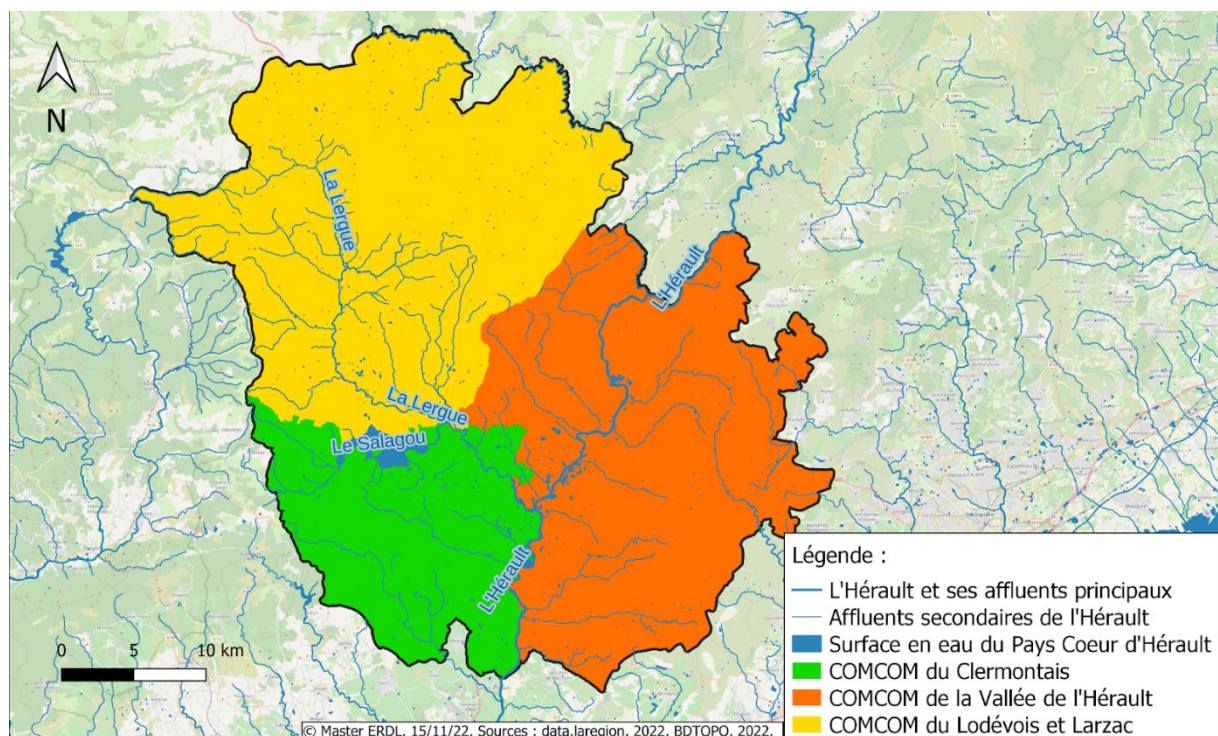 N
La Lergue
L'Hérault
La Lergue
Le Salagou
L'Hérault
0 5 10 km
Légende :
L'Hérault et ses affluents principaux
Affluents secondaires de l'Hérault
Surface en eau du Pays Coeur d'Hérault
COMCOM du Clermontais
COMCOM de la Vallée de l'Hérault
COMCOM du Lodévois et Larzac
© Master ERDL, 15/11/22, Sources : data.laregion, 2022, BDTOPO, 2022,